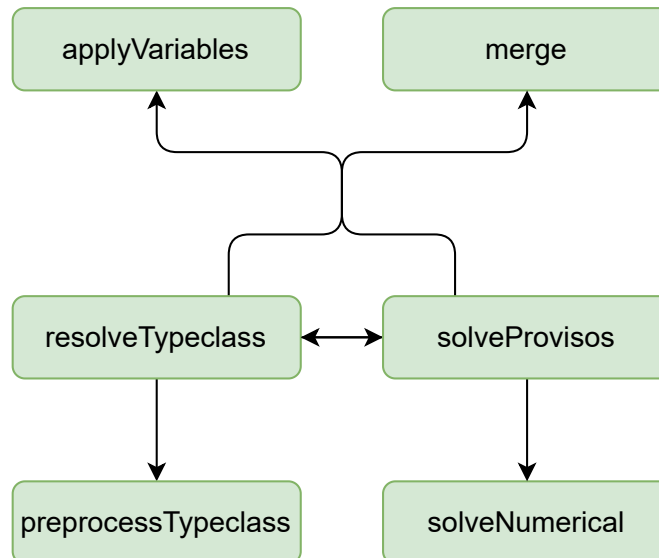 applyVariables
merge
resolveTypeclass
solveProvisos
preprocessTypeclass
solveNumerical